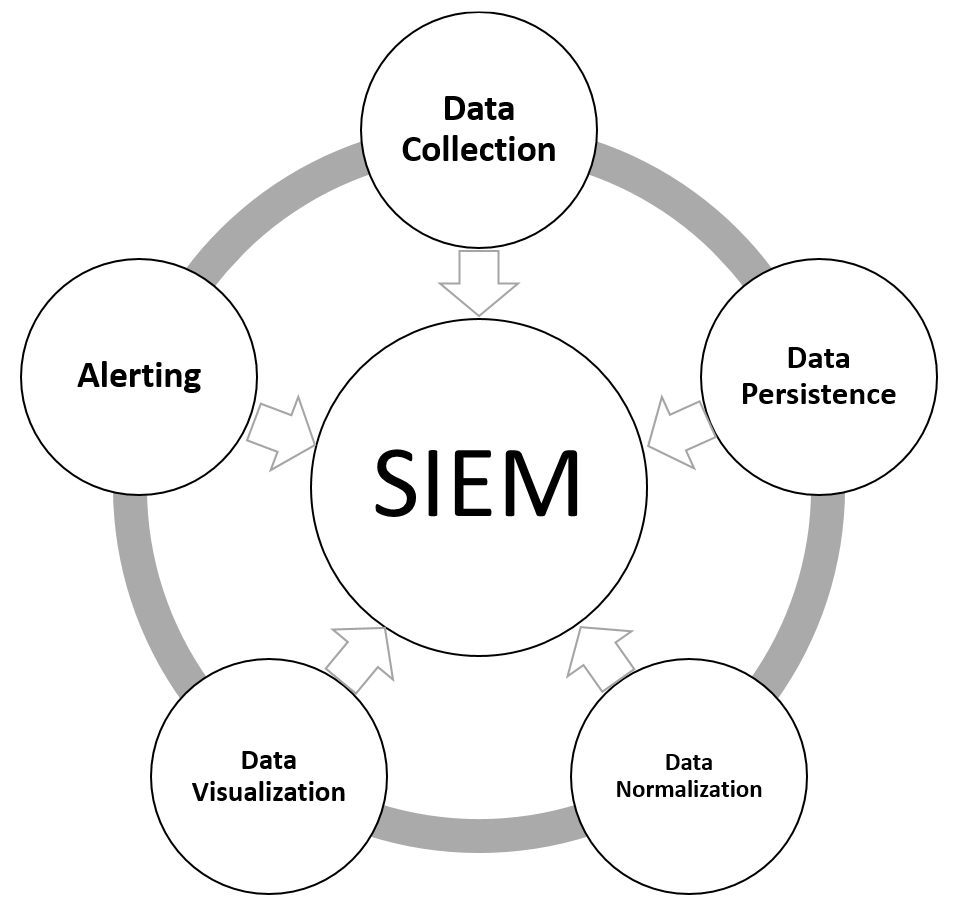 Data
Collection
Alerting
Data
Persistence
SIEM
Data
Visualization
Data
Normalization